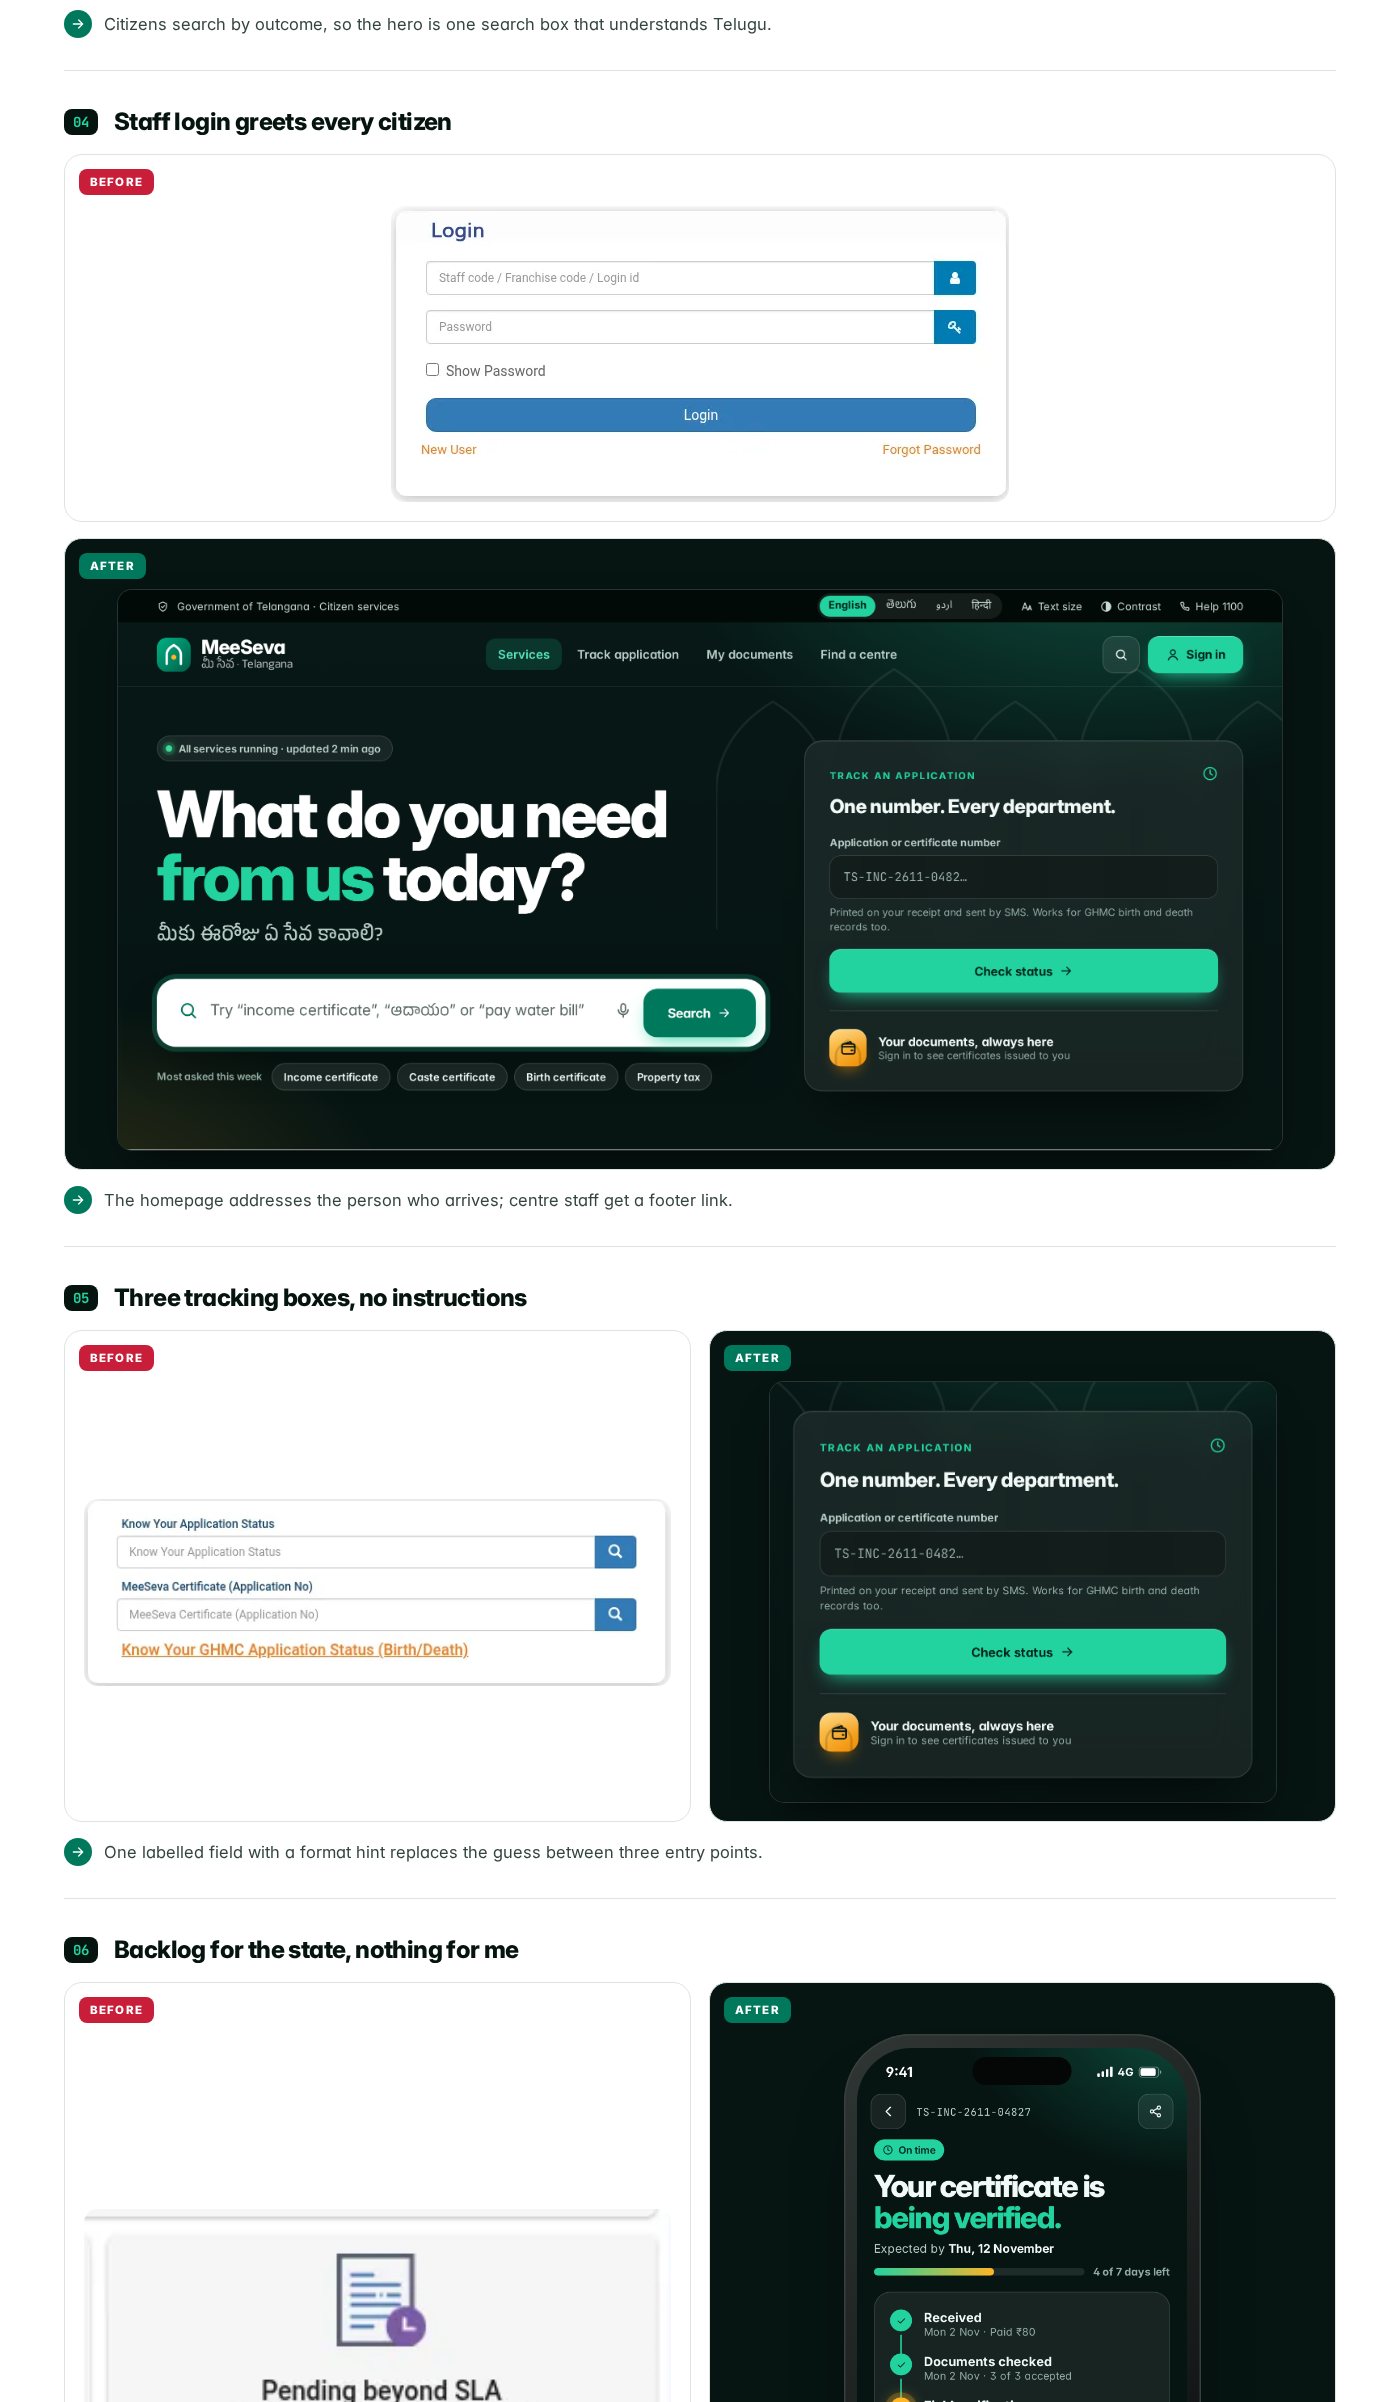 Citizens search by outcome, so the hero is one search box that understands Telugu.
04 Staff login greets every citizen
BEFORE
Login
Staff code / Franchise code / Login id
Password
Show Password
Login
New User
Forgot Password
AFTER
Government of Telangana · Citizen services
English తెలుగు اردو हिन्दी
Text size
Contrast
Help 1100
MeeSeva
మీ సేవ · Telangana
Services
Track application
My documents
Find a centre
Sign in
All services running · updated 2 min ago
What do you need
from us today?
మీకు ఈరోజు ఏ సేవ కావాలి?
Try “income certificate”, “ఆదాయం” or “pay water bill”
Search
Most asked this week
Income certificate
Caste certificate
Birth certificate
Property tax
TRACK AN APPLICATION
One number. Every department.
Application or certificate number
TS-INC-2611-0482…
Printed on your receipt and sent by SMS. Works for GHMC birth and death
records too.
Check status
Your documents, always here
Sign in to see certificates issued to you
The homepage addresses the person who arrives; centre staff get a footer link.
05 Three tracking boxes, no instructions
BEFORE
Know Your Application Status
Know Your Application Status
MeeSeva Certificate (Application No)
MeeSeva Certificate (Application No)
Know Your GHMC Application Status (Birth/Death)
AFTER
TRACK AN APPLICATION
One number. Every department.
Application or certificate number
TS-INC-2611-0482…
Printed on your receipt and sent by SMS. Works for GHMC birth and death
records too.
Check status
Your documents, always here
Sign in to see certificates issued to you
One labelled field with a format hint replaces the guess between three entry points.
06 Backlog for the state, nothing for me
BEFORE
Pending beyond SLA
AFTER
9:41
4G
TS-INC-2611-04827
On time
Your certificate is
being verified.
Expected by Thu, 12 November
4 of 7 days left
Received
Mon 2 Nov · Paid ₹80
Documents checked
Mon 2 Nov · 3 of 3 accepted